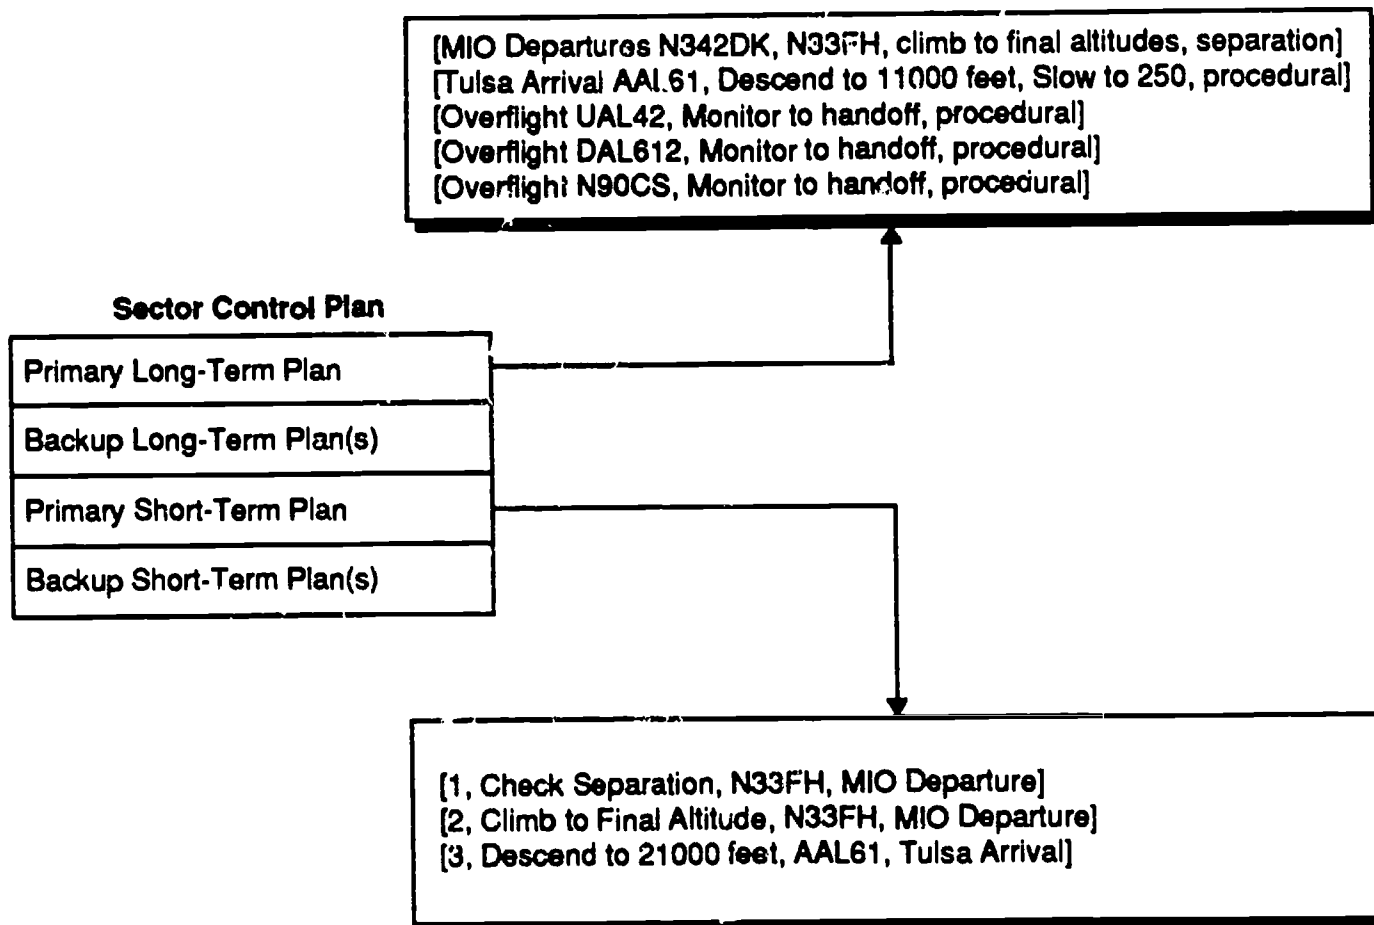 [MIO Departures N342DK, N33FH, climb to final altitudes, separation]
[Tulsa Arrival AAL61, Descend to 11000 feet, Slow to 250, procedural]
[Overflight UAL42, Monitor to handoff, procedural]
[Overflight DAL612, Monitor to handoff, procedural]
[Overflight N90CS, Monitor to handoff, procedural]
Sector Control Plan
Primary Long-Term Plan
Backup Long-Term Plan(s)
Primary Short-Term Plan
Backup Short-Term Plan(s)
[1, Check Separation, N33FH, MIO Departure]
[2, Climb to Final Altitude, N33FH, MIO Departure]
[3, Descend to 21000 feet, AAL61, Tulsa Arrival]